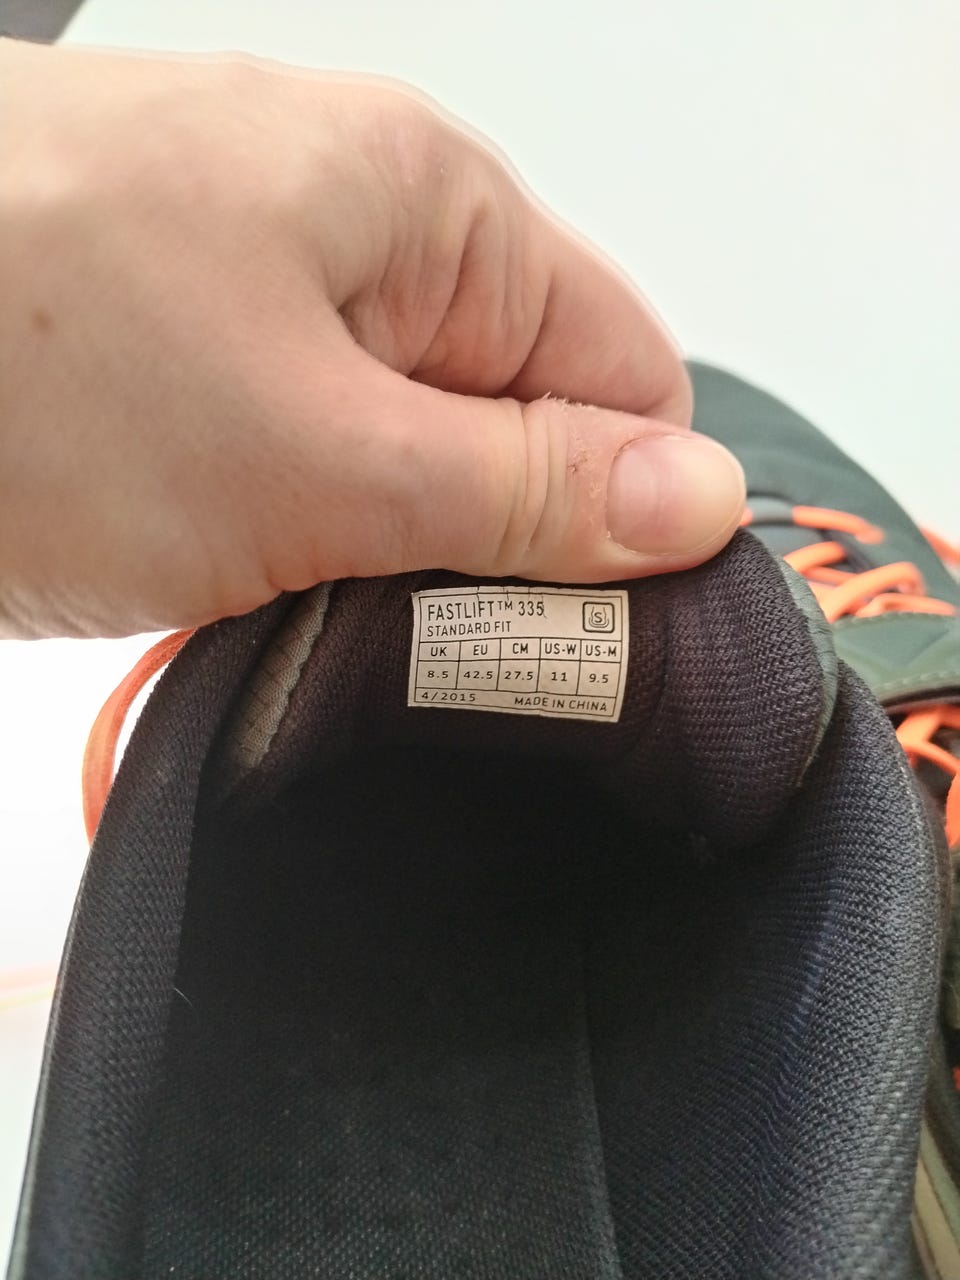 FASTLIFT™ 335
STANDARD FIT
S
UK EU CM US-W US-M
8.5 42.5 27.5 11 9.5
4/2015 MADE IN CHINA